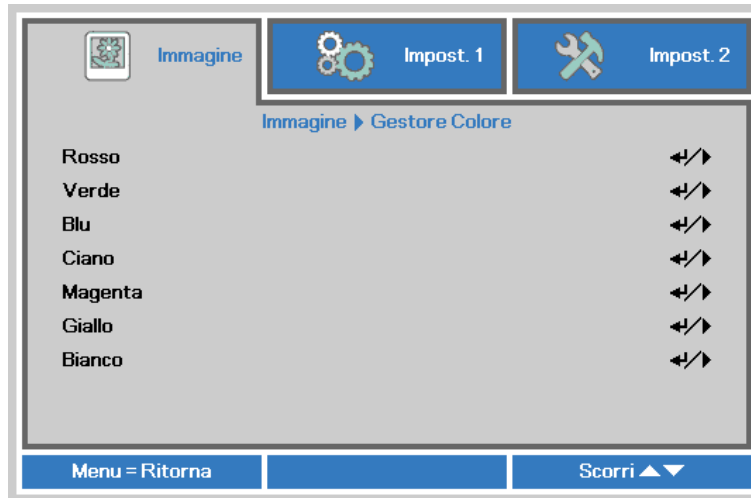 Immagine Impost. 1 Impost. 2
Immagine ▶ Gestore Colore
Rosso ↵/▶
Verde ↵/▶
Blu ↵/▶
Ciano ↵/▶
Magenta ↵/▶
Giallo ↵/▶
Bianco ↵/▶
Menu = Ritorna Scorri ▲▼